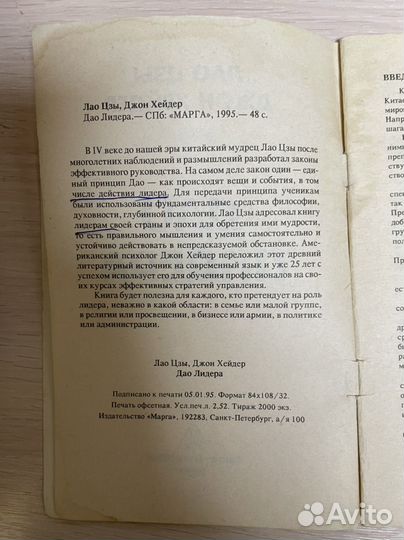 Лао Цзы, Джон Хейдер
Дао Лидера.— СПб: «МАРГА», 1995.— 48 с.
В IV веке до нашей эры китайский мудрец Лао Цзы после
многолетних наблюдений и размышлений разработал законы
эффективного руководства. На самом деле закон один — еди-
ный принцип Дао — как происходят вещи и события, в том
числе действия лидера. Для передачи принципа ученикам
были использованы фундаментальные средства философии,
духовности, глубинной психологии. Лао Цзы адресовал книгу
лидерам своей страны и эпохи для обретения ими мудрости,
то есть правильного мышления и умения самостоятельно и
устойчиво действовать в непредсказуемой обстановке. Аме-
риканский психолог Джон Хейдер переложил этот древний
литературный источник на современный язык и уже 25 лет с
успехом использует его для обучения профессионалов на сво-
их курсах эффективных стратегий управления.
Книга будет полезна для каждого, кто претендует на роль
лидера, неважно в какой области: в семье или малой группе,
в религии или просвещении, в бизнесе или армии, в политике
или администрации.
Лао Цзы, Джон Хейдер
Дао Лидера
Подписано к печати 05.01.95. Формат 84х108/32.
Печать офсетная. Усл.печ.л. 2,52. Тираж 2000 экз.
Издательство «Марга», 192283, Санкт-Петербург, а/я 100
Avito